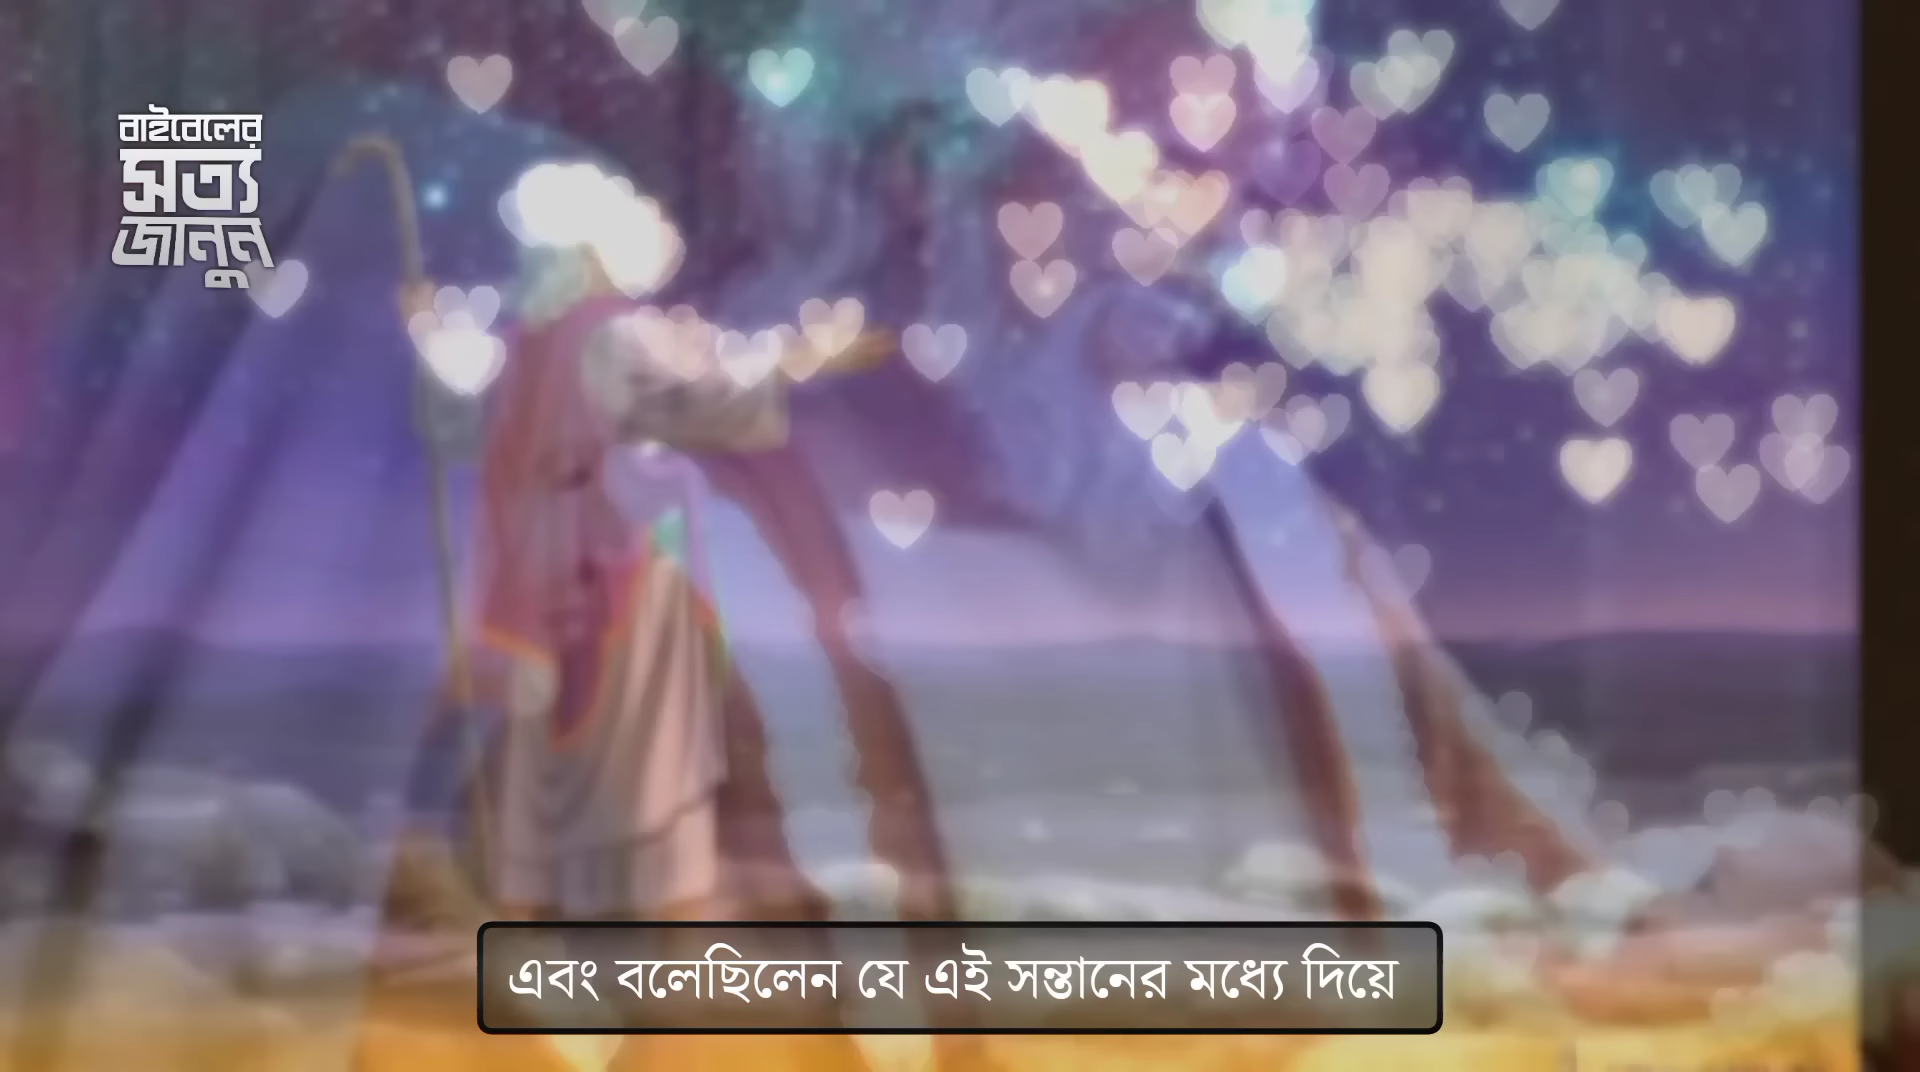 বাইবেলের
সত্য
জানুন
এবং বলেছিলেন যে এই সন্তানের মধ্যে দিয়ে